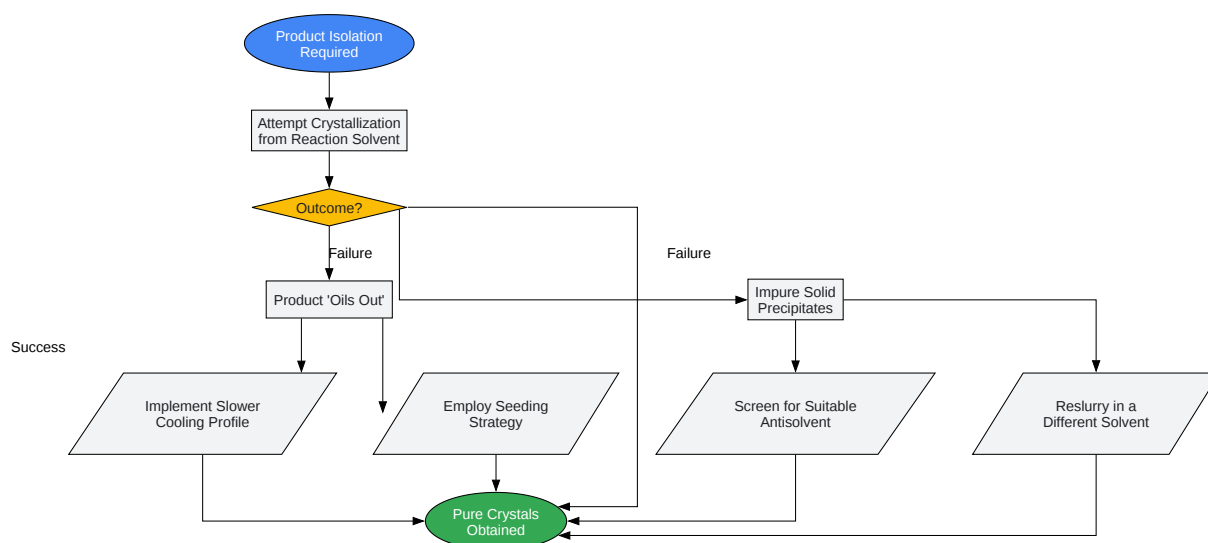 Product Isolation
Required
Attempt Crystallization
from Reaction Solvent
Outcome?
Failure
Failure
Product 'Oils Out'
Impure Solid
Precipitates
Success
Implement Slower
Cooling Profile
Employ Seeding
Strategy
Screen for Suitable
Antisolvent
Reslurry in a
Different Solvent
Pure Crystals
Obtained